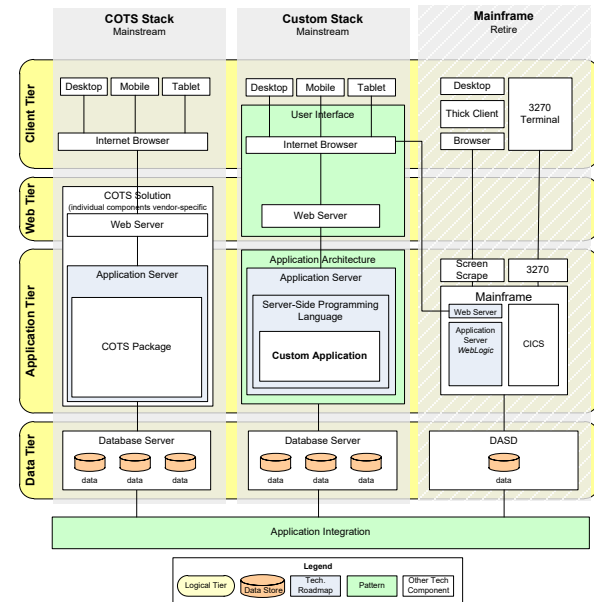 COTS Stack
Mainstream
Custom Stack
Mainstream
Mainframe
Retire
Client Tier
Desktop
Mobile
Tablet
Internet Browser
Desktop
Mobile
Tablet
User Interface
Internet Browser
Desktop
Thick Client
Browser
3270
Terminal
Web Tier
COTS Solution
(individual components vendor-specific
Web Server
Web Server
Application Tier
Application Server
COTS Package
Application Architecture
Application Server
Server-Side Programming
Language
Custom Application
Screen
Scrape
3270
Mainframe
Web Server
Application
Server
WebLogic
CICS
Data Tier
Database Server
data
data
data
Database Server
data
data
data
DASD
data
Application Integration
Legend
Logical Tier
Data Store
Tech.
Roadmap
Pattern
Other Tech
Component